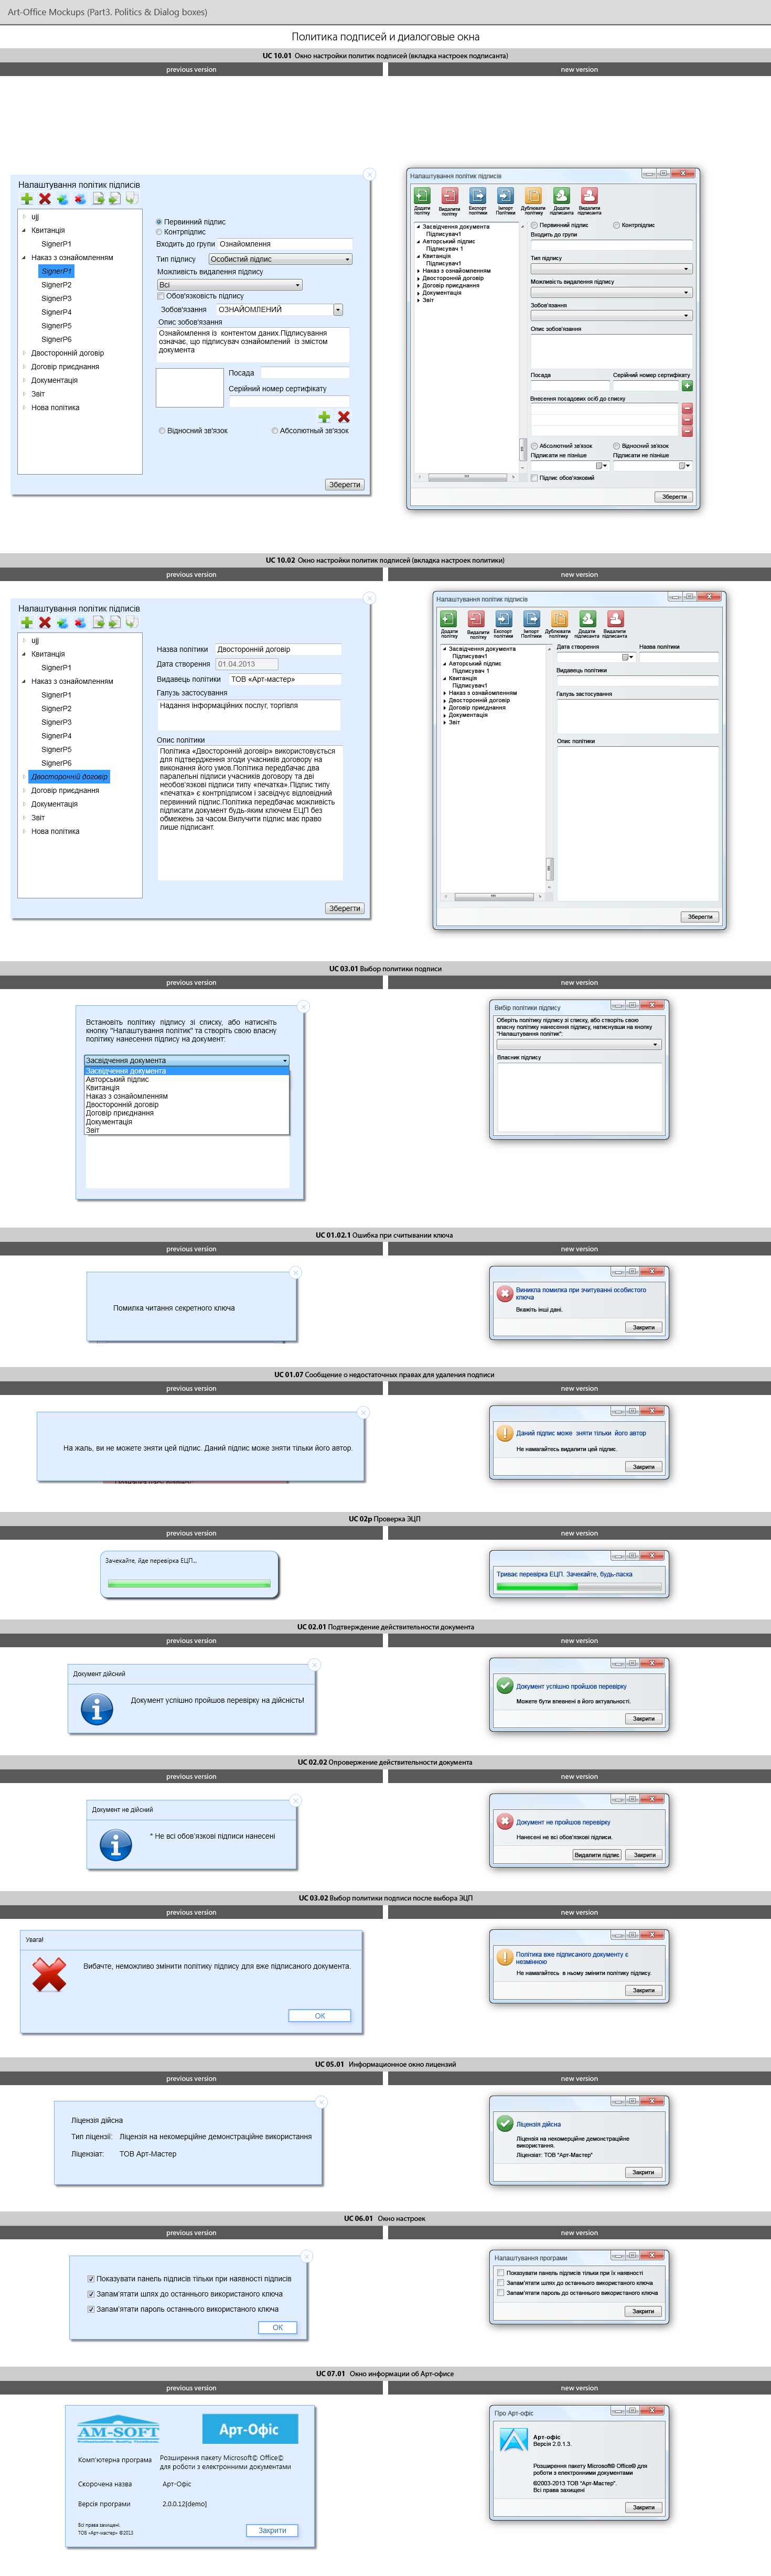 Art-Office Mockups (Part3. Politics & Dialog boxes)
Политика подписей и диалоговые окна
UC 10.01 Окно настройки политик подписей (вкладка настроек подписанта)
previous version
new version
Налаштування політик підписів
ujj
Квитанція
SignerP1
Наказ з ознайомленням
SignerP1
SignerP2
SignerP3
SignerP4
SignerP5
SignerP6
Двосторонній договір
Договір приєднання
Документація
Звіт
Нова політика
Первинний підпис
Контрпідпис
Входить до групи Ознайомлення
Тип підпису Особистий підпис
Можливість видалення підпису
Всі
Обов'язковість підпису
Зобов'язання ОЗНАЙОМЛЕНИЙ
Опис зобов'язання
Ознайомлення із контентом даних.Підписування
означає, що підписувач ознайомлений із змістом
документа
Посада
Серійний номер сертифікату
Відносний зв'язок
Абсолютный зв'язок
Зберегти
Налаштування політик підписів
Додати політку
Видалити політку
Експорт політики
Імпорт Політики
Дублювати політику
Додати підписанта
Видалити підписанта
Засвідчення документа
Підписувач1
Авторський підпис
Підписувач 1
Квитанція
Підписувач1
Наказ з ознайомленням
Двосторонній договір
Договір приєднання
Документація
Звіт
Первинний підпис
Контрпідпис
Входить до групи
Тип підпису
Можливість видалення підпису
Зобов'язання
Опис зобов'язання
Посада
Серійний номер сертифікату
Внесення посадових осіб до списку
Абсолютний зв'язок
Відносний зв'язок
Підписати не пізніше
Підписати не пізніше
Підпис обов'язковий
Зберегти
UC 10.02 Окно настройки политик подписей (вкладка настроек политики)
previous version
new version
Налаштування політик підписів
ujj
Квитанція
SignerP1
Наказ з ознайомленням
SignerP1
SignerP2
SignerP3
SignerP4
SignerP5
SignerP6
Двосторонній договір
Договір приєднання
Документація
Звіт
Нова політика
Назва політики Двосторонній договір
Дата створення 01.04.2013
Видавець політики ТОВ «Арт-мастер»
Галузь застосування
Надання інформаційних послуг, торгівля
Опис політики
Політика «Двосторонній договір» використовується
для підтвердження згоди учасників договору на
виконання його умов.Політика передбачає два
паралельні підписи учасників договору та дві
необов'язкові підписи типу «печатка».Підпис типу
«печатка» є контрпідписом і засвідчує відповідний
первинний підпис.Політика передбачає можливість
підписати документ будь-яким ключем ЕЦП без
обмежень за часом.Вилучити підпис має право
лише підписант.
Зберегти
Налаштування політик підписів
Додати політку
Видалити політку
Експорт політики
Імпорт Політики
Дублювати політику
Додати підписанта
Видалити підписанта
Засвідчення документа
Підписувач1
Авторський підпис
Підписувач 1
Квитанція
Підписувач1
Наказ з ознайомленням
Двосторонній договір
Договір приєднання
Документація
Звіт
Дата створення
Назва політики
Видавець політики
Галузь застосування
Опис політики
Зберегти
UC 03.01 Выбор политики подписи
previous version
new version
Встановіть політику підпису зі списку, або натисніть
кнопку "Налаштування політик" та створіть свою власну
політику нанесення підпису на документ:
Засвідчення документа
Засвідчення документа
Авторський підпис
Квитанція
Наказ з ознайомленням
Двосторонній договір
Договір приєднання
Документація
Звіт
Вибір політики підпису
Оберіть політику підпису зі списку, або створіть свою
власну політику нанесення підпису, натиснувши на кнопку
"Налаштування політик":
Власник підпису
UC 01.02.1 Ошибка при считывании ключа
previous version
new version
Помилка читання секретного ключа
Виникла помилка при зчитуванні особистого
ключа
Вкажіть інші дані.
Закрити
UC 01.07 Сообщение о недостаточных правах для удаления подписи
previous version
new version
На жаль, ви не можете зняти цей підпис. Даний підпис може зняти тільки його автор.
Даний підпис може зняти тільки його автор
Не намагайтесь видалити цей підпис.
Закрити
UC 02p Проверка ЭЦП
previous version
new version
Зачекайте, йде перевірка ЕЦП...
Триває перевірка ЕЦП. Зачекайте, будь-ласка
UC 02.01 Подтверждение действительности документа
previous version
new version
Документ дійсний
Документ успішно пройшов перевірку на дійсність!
Документ успішно пройшов перевірку
Можете бути впевнені в його актуальності.
Закрити
UC 02.02 Опровержение действительности документа
previous version
new version
Документ не дійсний
* Не всі обов'язкові підписи нанесені
Документ не пройшов перевірку
Нанесені не всі обов'язкові підписи.
Видалити підпис
Закрити
UC 03.02 Выбор политики подписи после выбора ЭЦП
previous version
new version
Увага!
Вибачте, неможливо змінити політику підпису для вже підписаного документа.
ОК
Політика вже підписаного документу є
незмінною
Не намагайтесь в ньому змінити політику підпису.
Закрити
UC 05.01 Информационное окно лицензий
previous version
new version
Ліцензія дійсна
Тип ліцензії: Ліцензія на некомерційне демонстраційне використання
Ліцензіат: ТОВ Арт-Мастер
Ліцензія дійсна
Ліцензія на некомерційне демонстраційне
використання.
Ліцензіат: ТОВ "Арт-Мастер"
Закрити
UC 06.01 Окно настроек
previous version
new version
Показувати панель підписів тільки при наявності підписів
Запам'ятати шлях до останнього використаного ключа
Запам'ятати пароль останнього використаного ключа
ОК
Налаштування програми
Показувати панель підписів тільки при їх наявності
Запам'ятати шлях до останнього використаного ключа
Запам'ятати пароль до останнього використаного ключа
Закрити
UC 07.01 Окно информации об Арт-офисе
previous version
new version
AM-SOFT
Арт-Офіс
Комп'ютерна програма
Розширення пакету Microsoft© Office©
для роботи з електронними документами
Скорочена назва Арт-Офіс
Версія програми 2.0.0.12[demo]
Всі права захищені.
ТОВ «Арт-мастер» ©2013
Закрити
Про Арт-офіс
Арт-офіс
Версія 2.0.1.3.
Розширення пакету Microsoft© Office© для
роботи з електронними документами
©2003-2013 ТОВ "Арт-Мастер".
Всі права захищені
Закрити